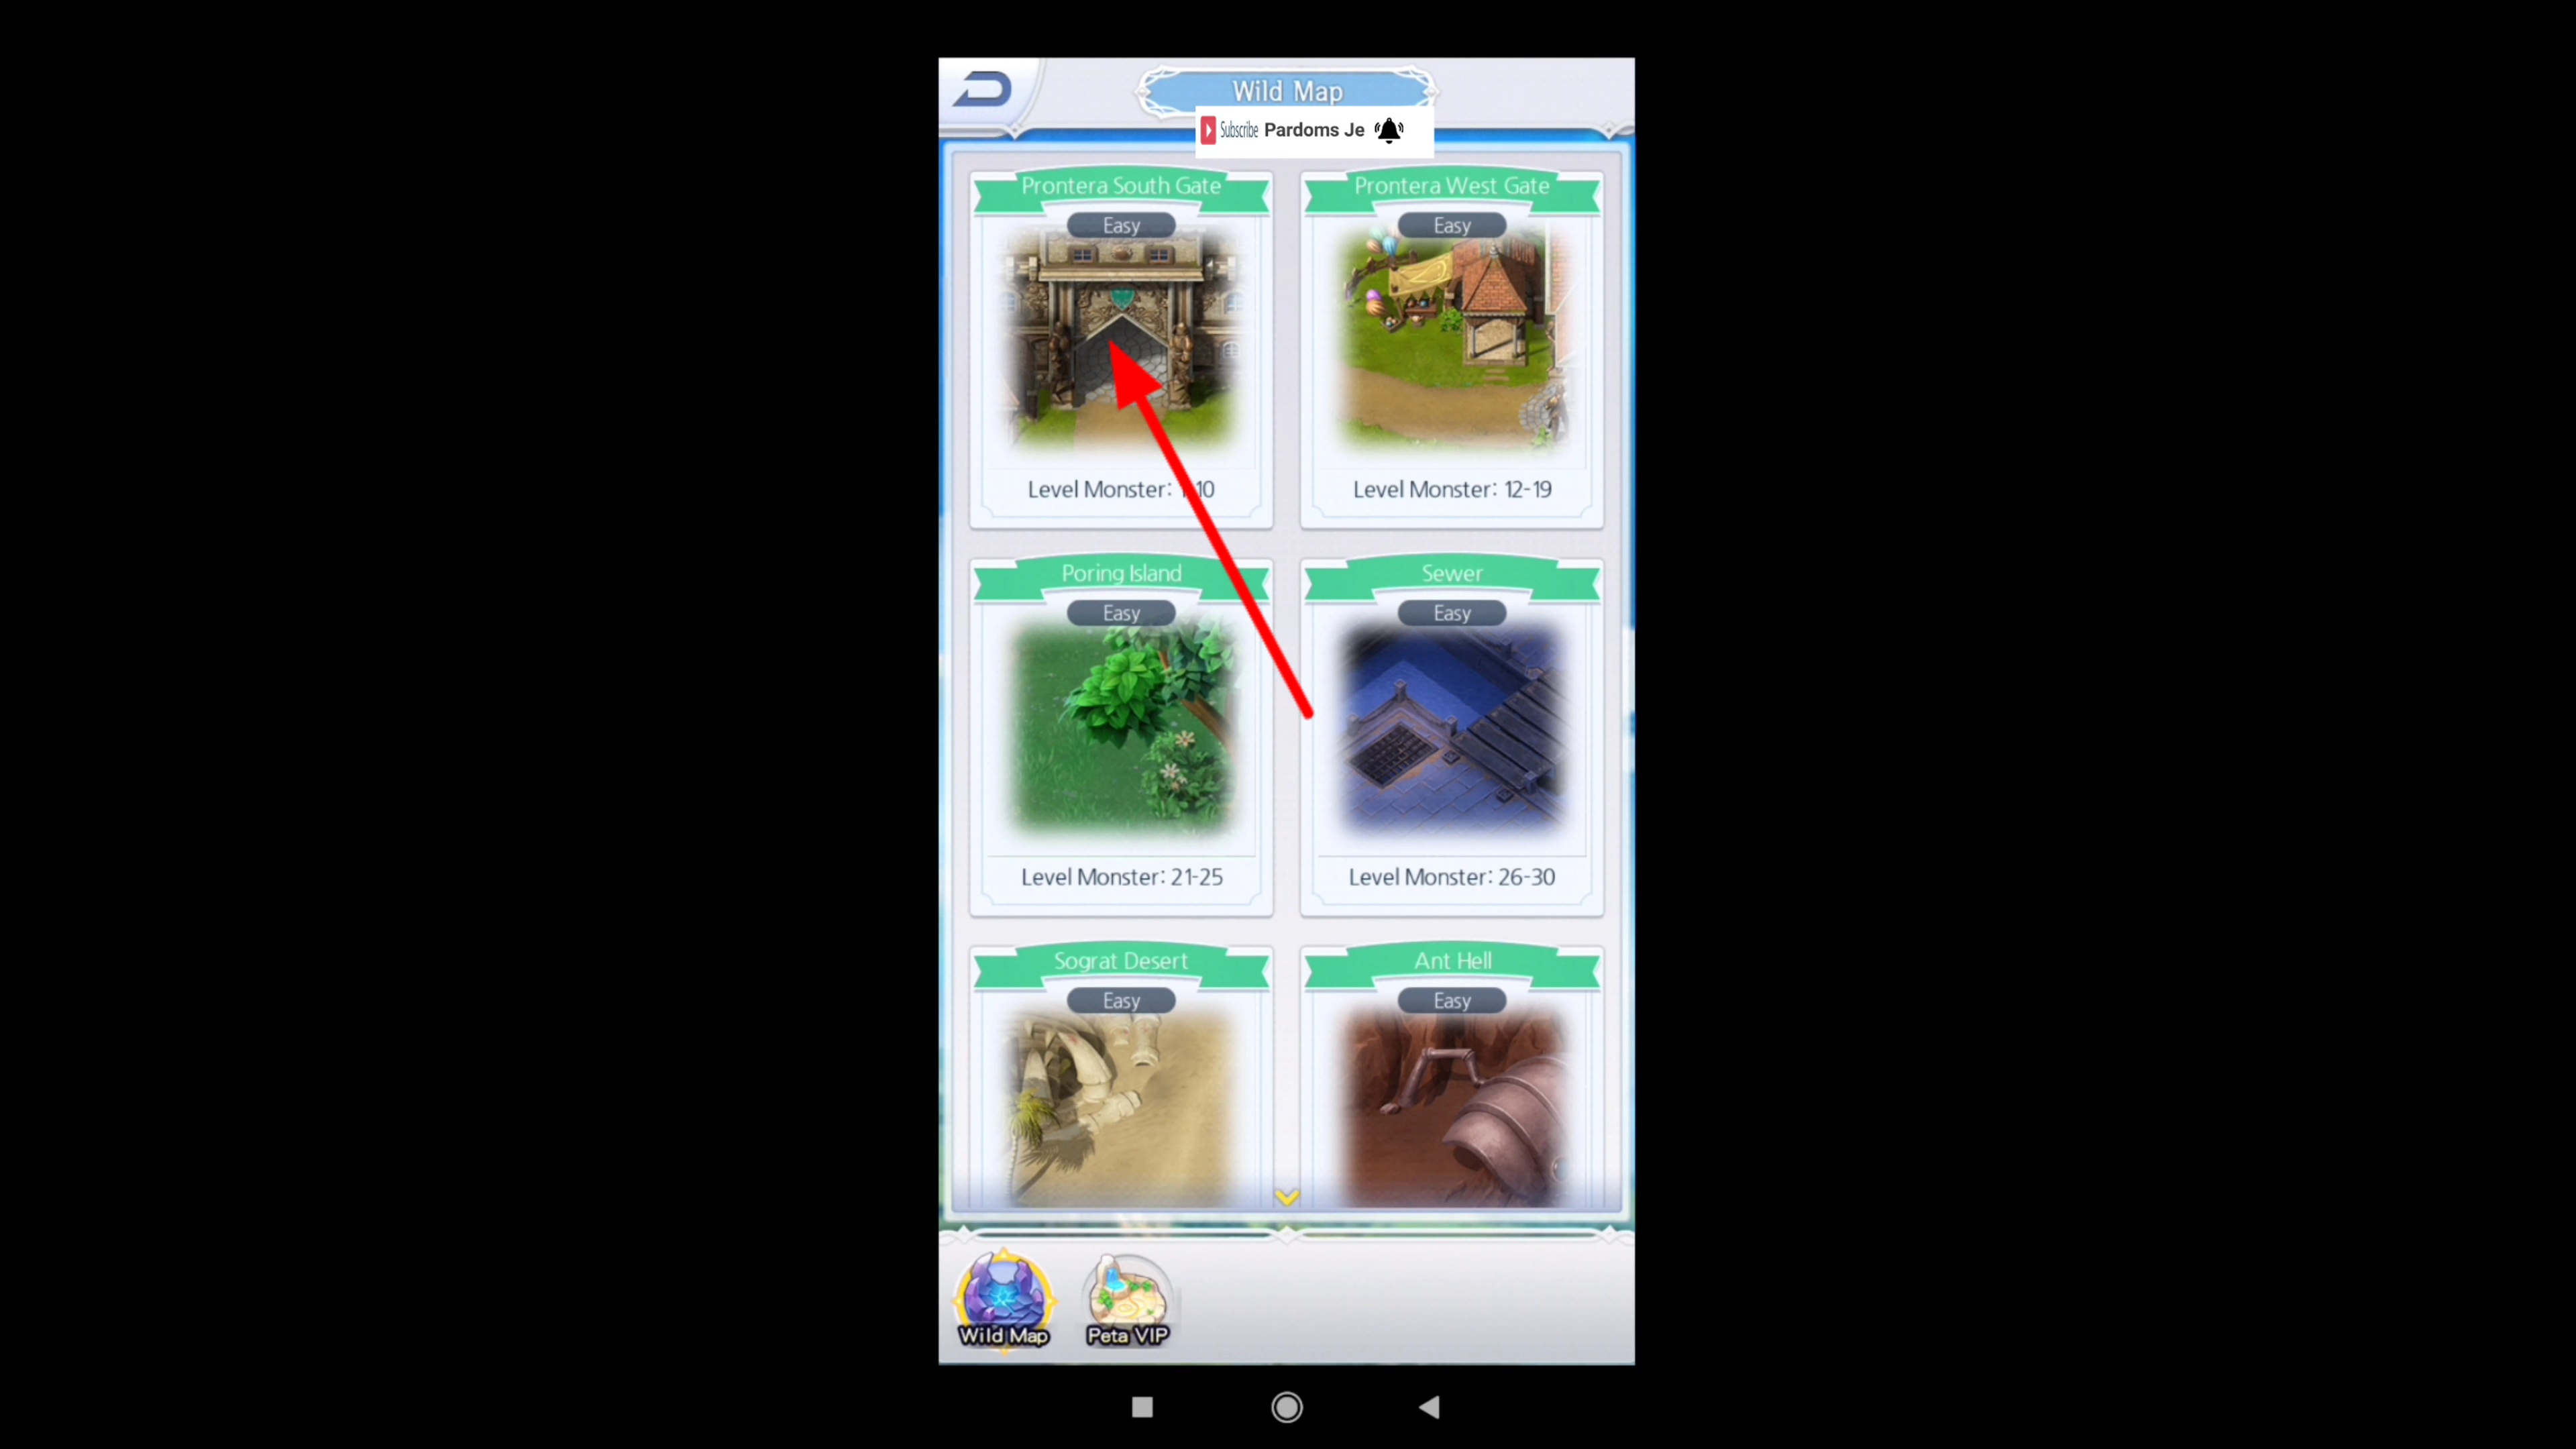 Wild Map
Subscribe Pardoms Je
Prontera South Gate
Easy
Level Monster: 1-10
Prontera West Gate
Easy
Level Monster: 12-19
Poring Island
Easy
Level Monster: 21-25
Sewer
Easy
Level Monster: 26-30
Sograt Desert
Easy
Ant Hell
Easy
Wild Map
Peta VIP